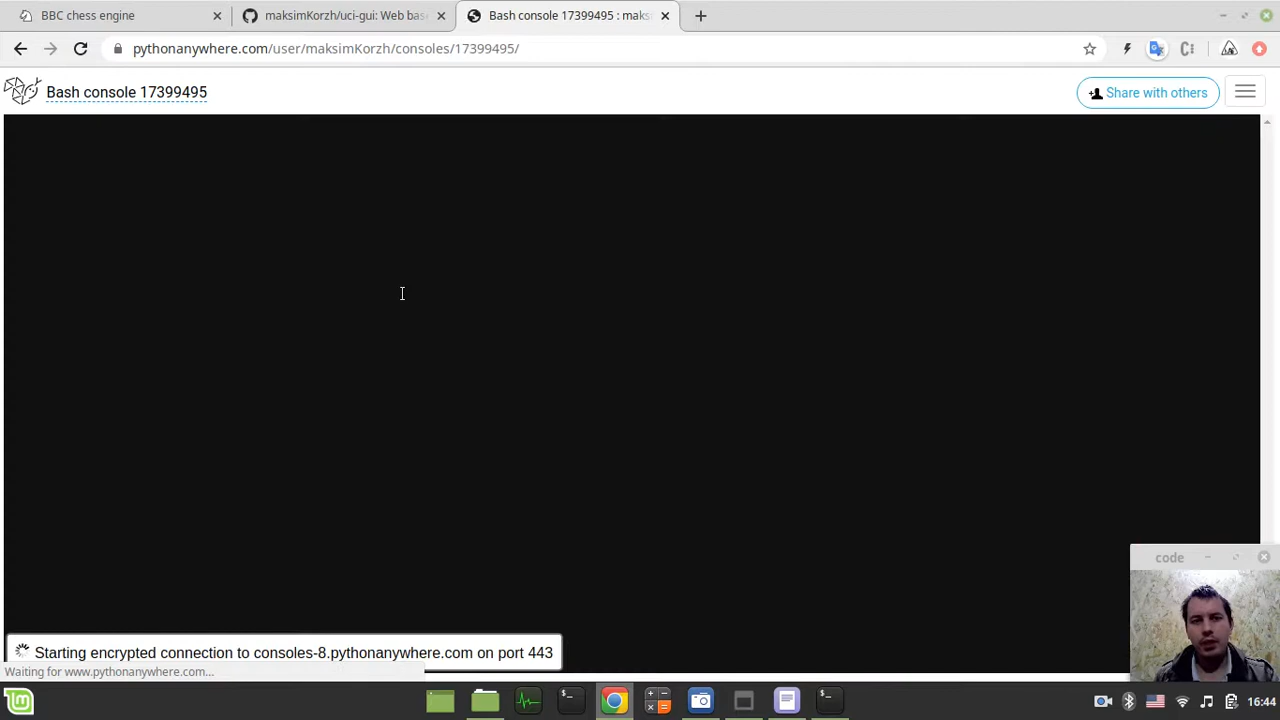 BBC chess engine
maksimKorzh/uci-gui: Web bas
Bash console 17399495 : maks
pythonanywhere.com/user/maksimKorzh/consoles/17399495/
Bash console 17399495
Share with others
code
Starting encrypted connection to consoles-8.pythonanywhere.com on port 443
Waiting for www.pythonanywhere.com...
16:44